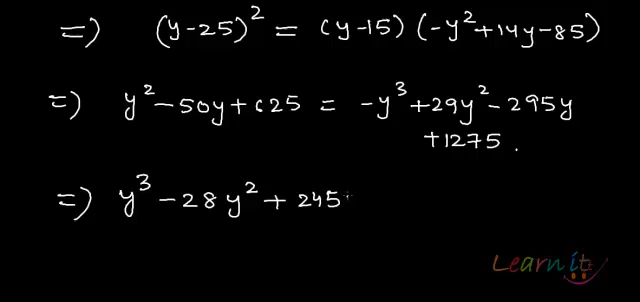 =) (y-25)² = (y-15) (-y²+14y-85)
=) y²-50y+625 = -y³+29y²-295y
+1275.
=) y³-28y²+245
Learnit